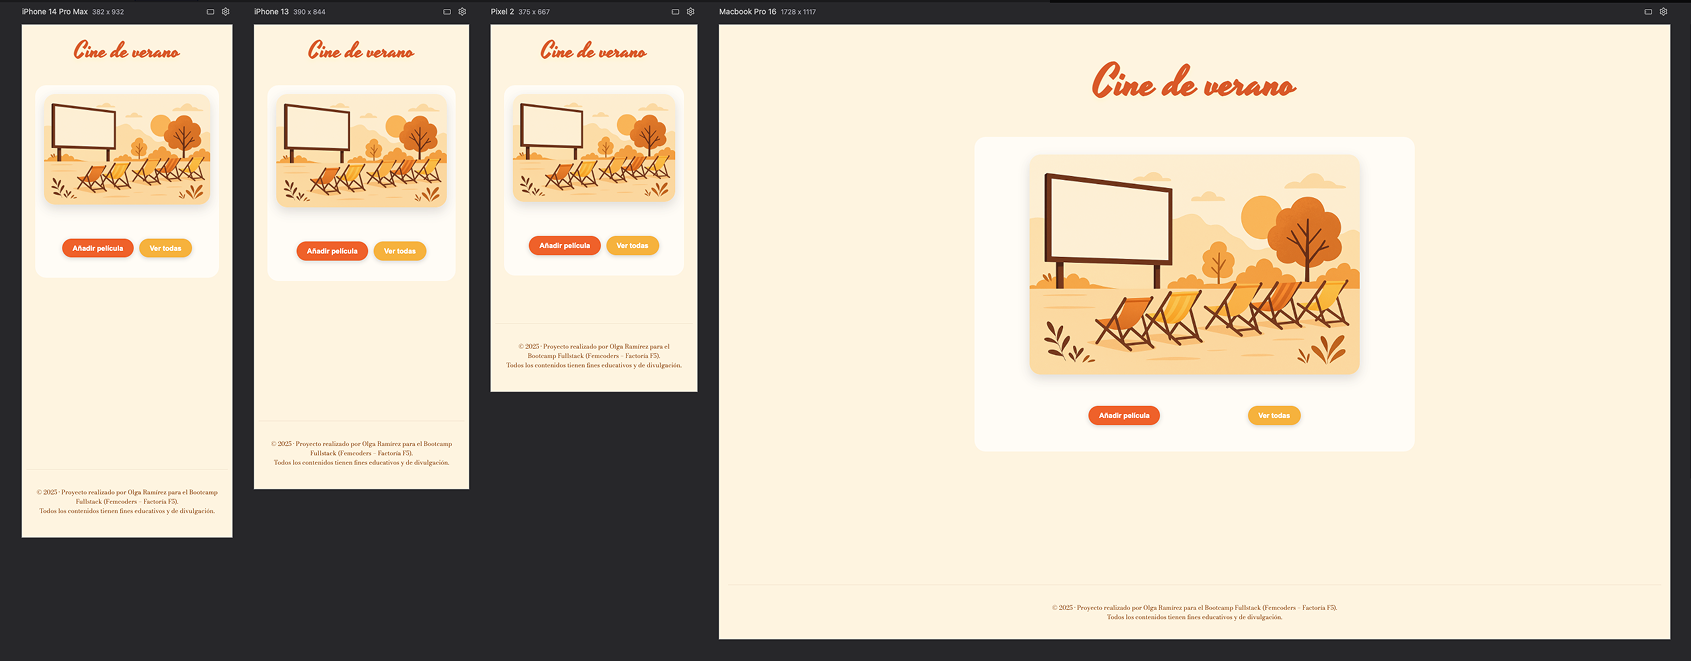 iPhone 14 Pro Max 382 x 932
Cine de verano
Añadir película
Ver todas
© 2025 · Proyecto realizado por Olga Ramírez para el Bootcamp
Fullstack (Femcoders – Factoría F5).
Todos los contenidos tienen fines educativos y de divulgación.
iPhone 13 390 x 844
Cine de verano
Añadir película
Ver todas
© 2025 · Proyecto realizado por Olga Ramírez para el Bootcamp
Fullstack (Femcoders – Factoría F5).
Todos los contenidos tienen fines educativos y de divulgación.
Pixel 2 375 x 667
Cine de verano
Añadir película
Ver todas
© 2025 · Proyecto realizado por Olga Ramírez para el
Bootcamp Fullstack (Femcoders – Factoría F5).
Todos los contenidos tienen fines educativos y de divulgación.
Macbook Pro 16 1728 x 1117
Cine de verano
Añadir película
Ver todas
© 2025 · Proyecto realizado por Olga Ramírez para el Bootcamp Fullstack (Femcoders – Factoría F5).
Todos los contenidos tienen fines educativos y de divulgación.